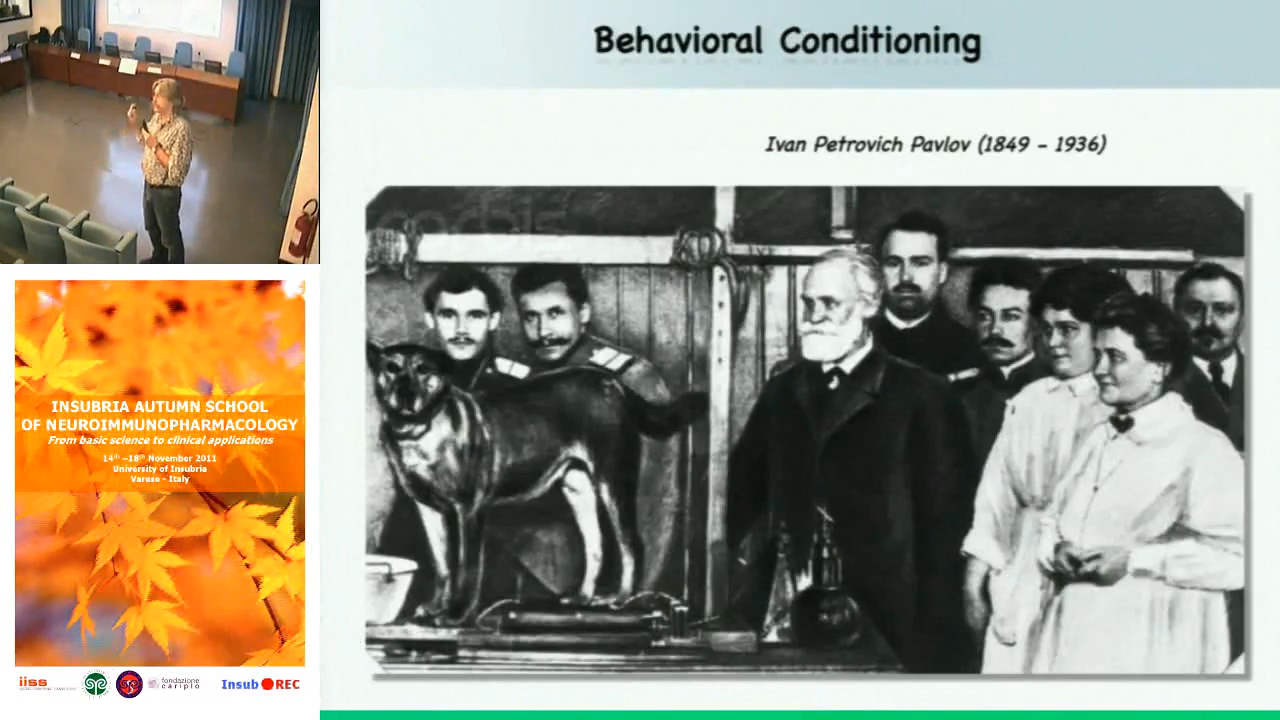 Behavioral Conditioning
Ivan Petrovich Pavlov (1849 - 1936)
corbis
INSUBRIA AUTUMN SCHOOL
OF NEUROIMMUNOPHARMACOLOGY
From basic science to clinical applications
14th -18th November 2011
University of Insubria
Varese - Italy
iiss
fondazione
cariplo
Insub REC